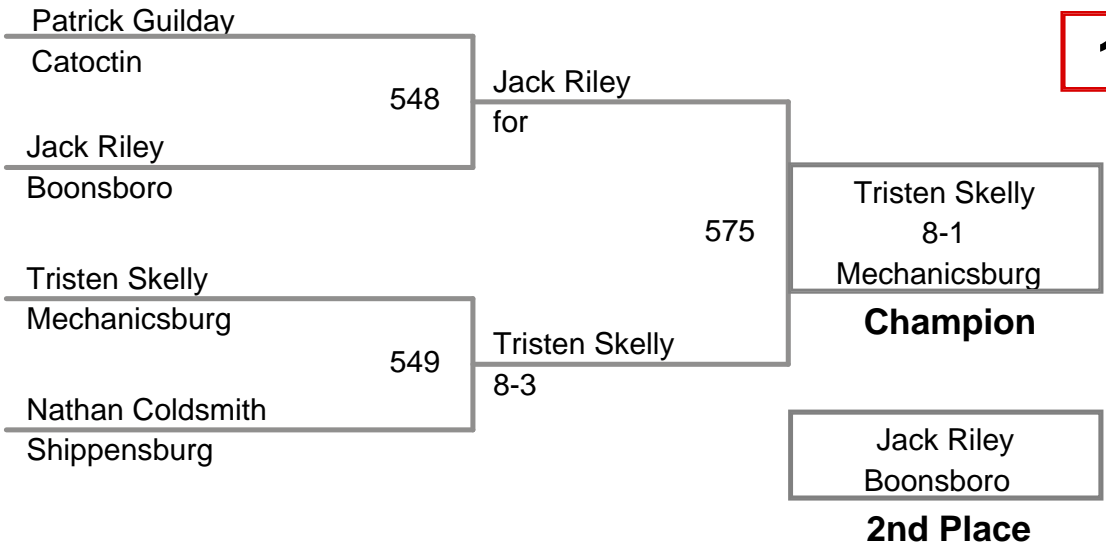 Patrick Guilday
Catoctin
548
Jack Riley
for
Jack Riley
Boonsboro
575
Tristen Skelly
8-1
Mechanicsburg
Champion
Tristen Skelly
Mechanicsburg
549
Tristen Skelly
8-3
Nathan Coldsmith
Shippensburg
Jack Riley
Boonsboro
2nd Place